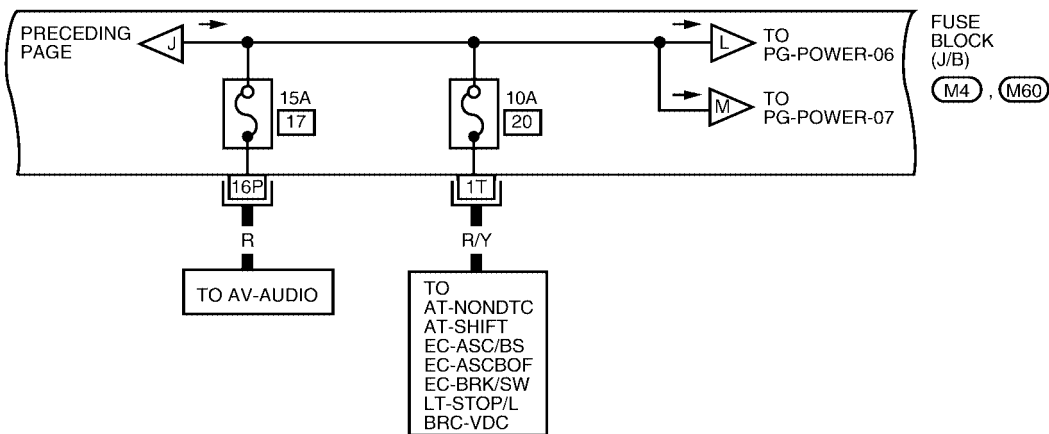 PRECEDING
PAGE
J
L
TO
PG-POWER-06
M
TO
PG-POWER-07
FUSE
BLOCK
(J/B)
M4 , M60
15A
17
10A
20
16P
1T
R
R/Y
TO AV-AUDIO
TO
AT-NONDTC
AT-SHIFT
EC-ASC/BS
EC-ASCBOF
EC-BRK/SW
LT-STOP/L
BRC-VDC